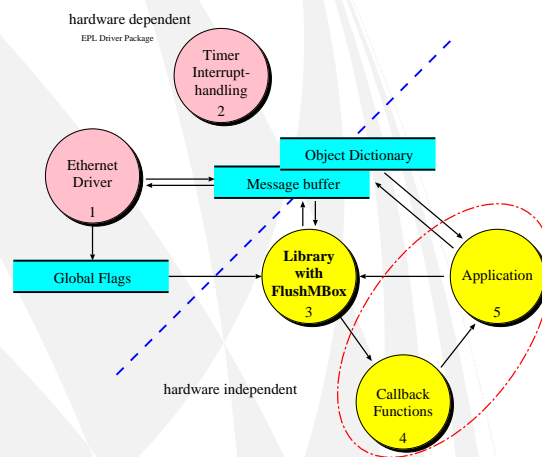 hardware dependent
EPL Driver Package
Timer
Interrupt-
handling
2
Object Dictionary
Ethernet
Driver
1
Message buffer
Global Flags
Library
with
FlushMBox
3
Application
5
hardware independent
Callback
Functions
4